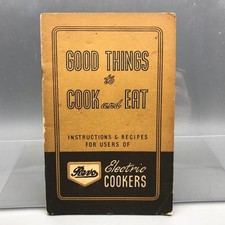 GOOD THINGS
to
COOK and EAT
INSTRUCTIONS & RECIPES
FOR USERS OF
Revo Electric
COOKERS